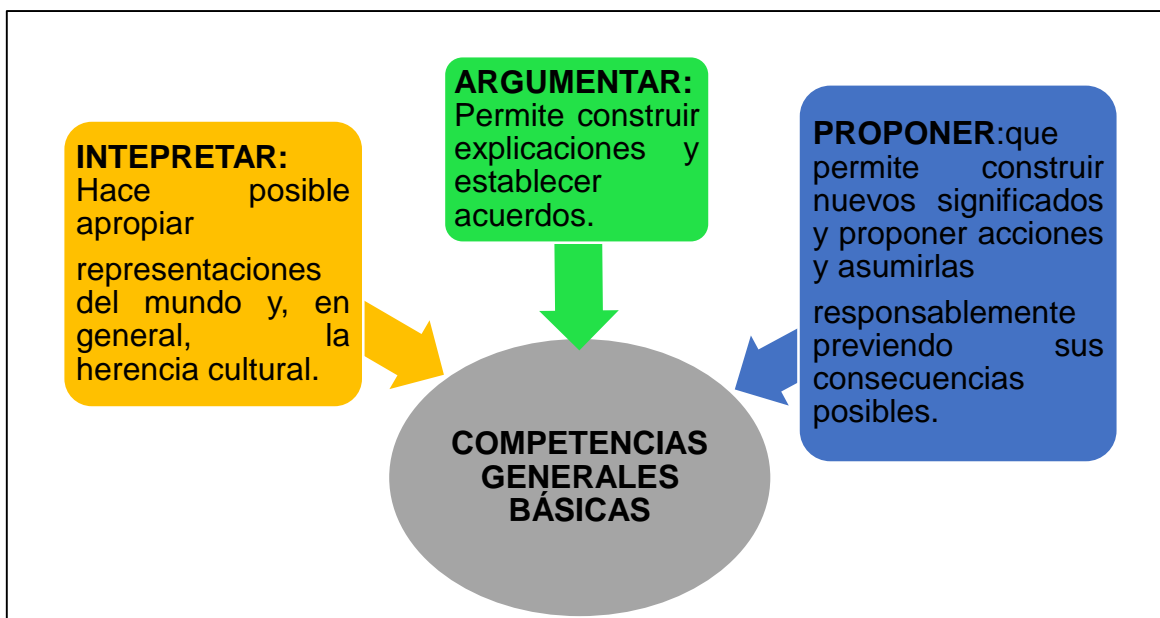 INTEPRETAR:
Hace posible
apropiar
representaciones
del mundo y, en
general, la
herencia cultural.
ARGUMENTAR:
Permite construir
explicaciones y
establecer
acuerdos.
PROPONER:que
permite construir
nuevos significados
y proponer acciones
y asumirlas
responsablemente
previendo sus
consecuencias
posibles.
COMPETENCIAS
GENERALES
BÁSICAS